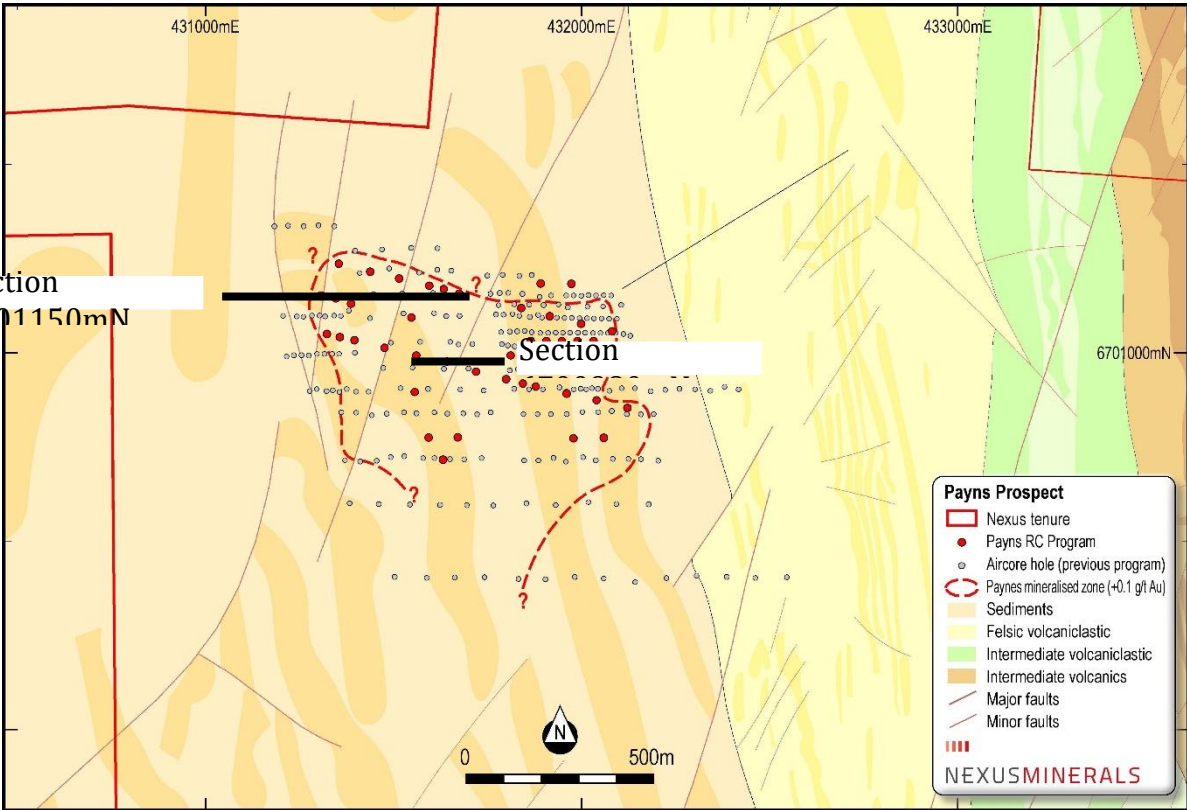 431000mE
432000mE
433000mE
?
?
ction
01150mN
Section
6701000mN
?
?
Payns Prospect
Nexus tenure
Payns RC Program
Aircore hole (previous program)
Paynes mineralised zone (+0.1 g/t Au)
Sediments
Felsic volcaniclastic
Intermediate volcaniclastic
Intermediate volcanics
Major faults
Minor faults
NEXUSMINERALS
N
0
500m